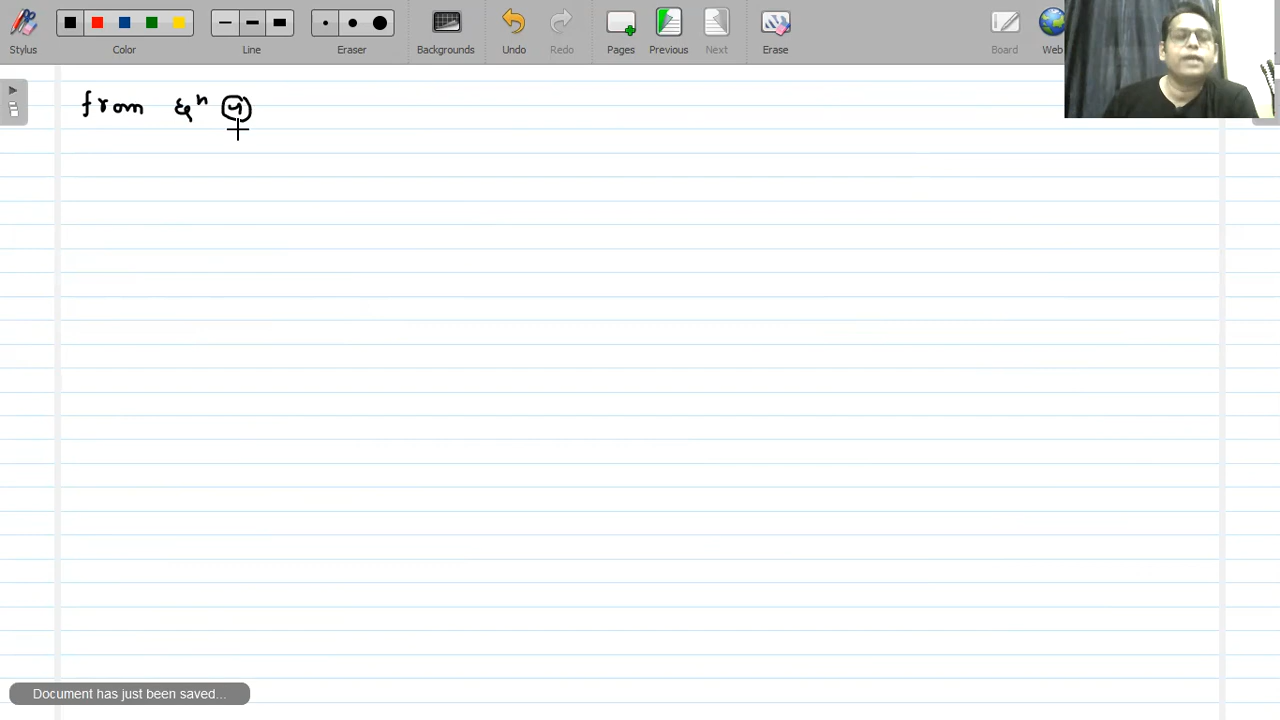 Stylus
Color
Line
Eraser
Backgrounds
Undo
Redo
Pages
Previous
Next
Erase
Board
Web
from Eqⁿ ④
Document has just been saved...